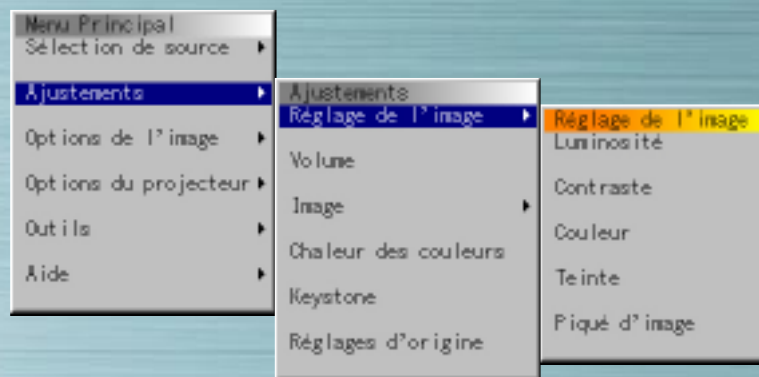 Menu Principal
Sélection de source
Ajustements
Options de l'image
Options du projecteur
Outils
Aide
Ajustements
Réglage de l'image
Volume
Image
Chaleur des couleurs
Keystone
Réglages d'origine
Réglage de l'image
Luminosité
Contraste
Couleur
Teinte
Piqué d'image